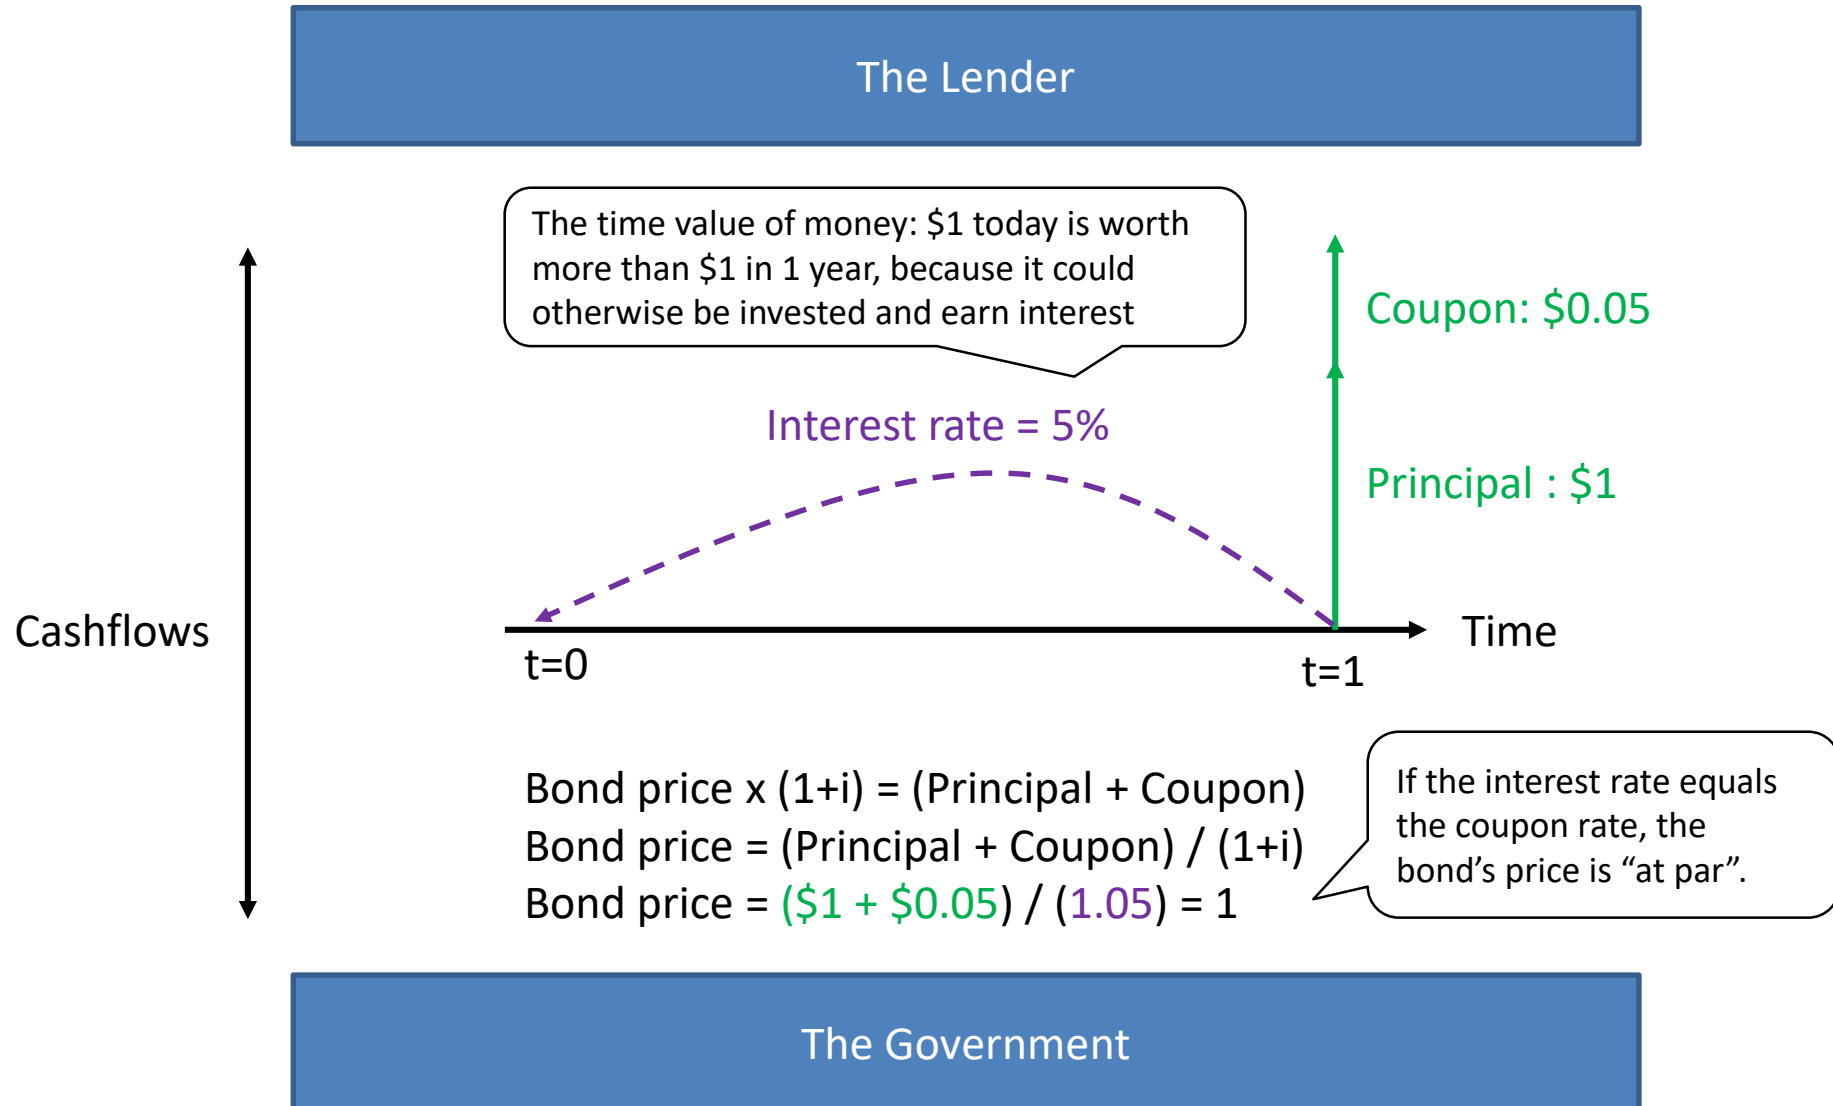 The Lender
The time value of money: $1 today is worth
more than $1 in 1 year, because it could
otherwise be invested and earn interest
Coupon: $0.05
Interest rate = 5%
Principal : $1
Cashflows
Time
t=0
t=1
Bond price x (1+i) = (Principal + Coupon)
Bond price = (Principal + Coupon) / (1+i)
Bond price = ($1 + $0.05) / (1.05) = 1
If the interest rate equals
the coupon rate, the
bond’s price is “at par”.
The Government